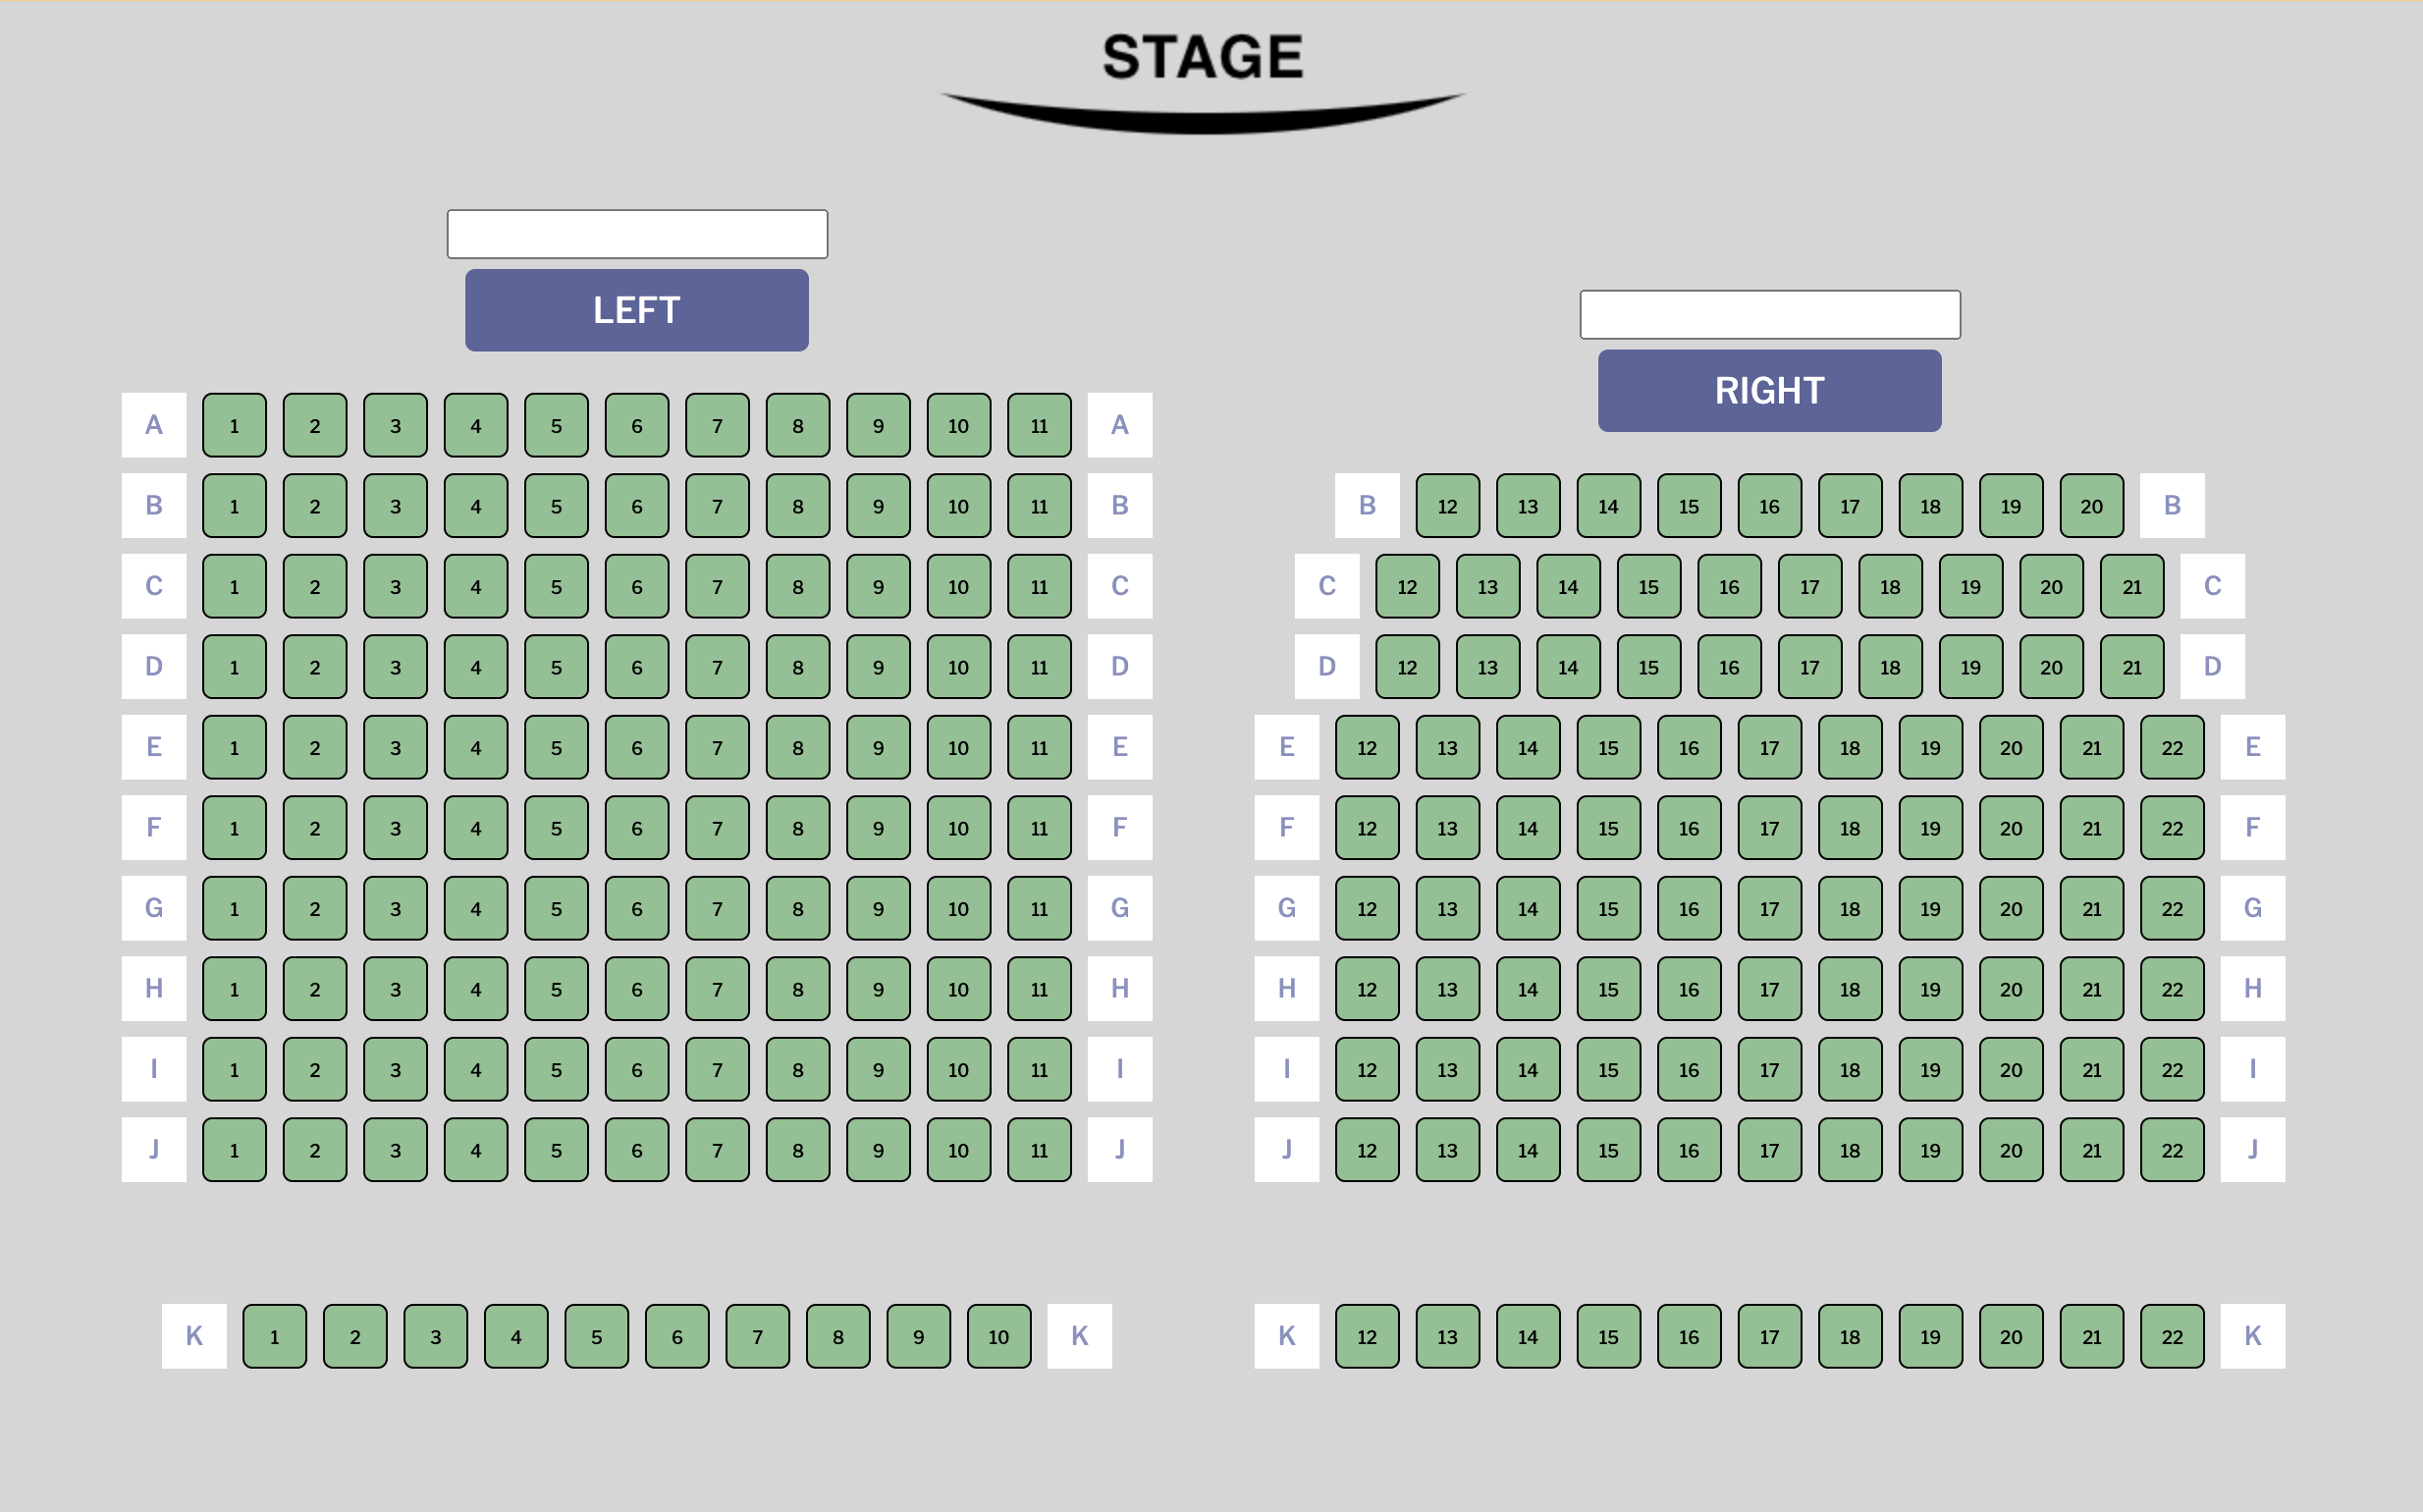 STAGE
LEFT
RIGHT
A 1 2 3 4 5 6 7 8 9 10 11 A
B 1 2 3 4 5 6 7 8 9 10 11 B B 12 13 14 15 16 17 18 19 20 B
C 1 2 3 4 5 6 7 8 9 10 11 C C 12 13 14 15 16 17 18 19 20 21 C
D 1 2 3 4 5 6 7 8 9 10 11 D D 12 13 14 15 16 17 18 19 20 21 D
E 1 2 3 4 5 6 7 8 9 10 11 E E 12 13 14 15 16 17 18 19 20 21 22 E
F 1 2 3 4 5 6 7 8 9 10 11 F F 12 13 14 15 16 17 18 19 20 21 22 F
G 1 2 3 4 5 6 7 8 9 10 11 G G 12 13 14 15 16 17 18 19 20 21 22 G
H 1 2 3 4 5 6 7 8 9 10 11 H H 12 13 14 15 16 17 18 19 20 21 22 H
I 1 2 3 4 5 6 7 8 9 10 11 I I 12 13 14 15 16 17 18 19 20 21 22 I
J 1 2 3 4 5 6 7 8 9 10 11 J J 12 13 14 15 16 17 18 19 20 21 22 J
K 1 2 3 4 5 6 7 8 9 10 K K 12 13 14 15 16 17 18 19 20 21 22 K